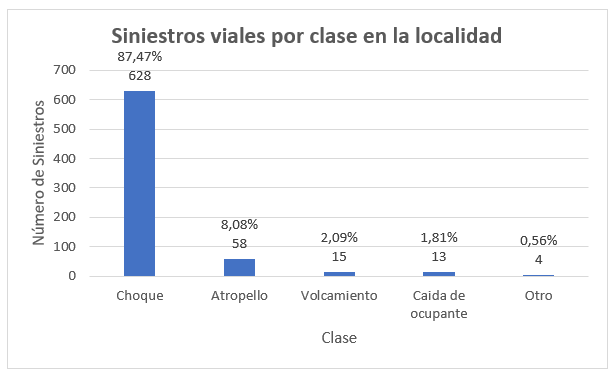 Siniestros viales por clase en la localidad
87,47%
628
8,08%
58
2,09%
15
1,81%
13
0,56%
4
700
600
500
400
300
200
100
0
Número de Siniestros
Choque
Atropello
Volcamiento
Caida de
ocupante
Otro
Clase